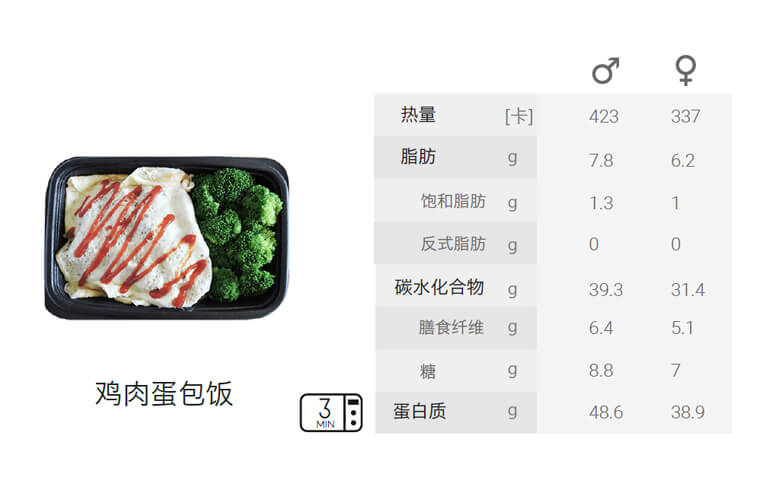 ♂ ♀
热量 [卡] 423 337
脂肪 g 7.8 6.2
饱和脂肪 g 1.3 1
反式脂肪 g 0 0
碳水化合物 g 39.3 31.4
膳食纤维 g 6.4 5.1
糖 g 8.8 7
蛋白质 g 48.6 38.9
鸡肉蛋包饭
3
MIN